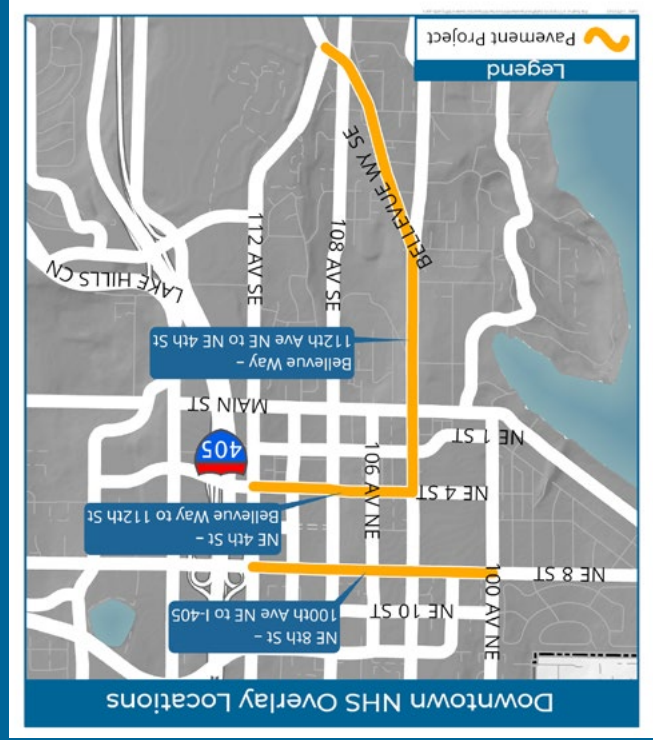 Downtown NHS Overlay Locations
NE 8th St –
100th Ave NE to I-405
NE 10 ST
NE 8 ST
100 AV NE
NE 4th St –
Bellevue Way to 112th St
NE 4 ST
106 AV NE
405
NE 1 ST
MAIN ST
Bellevue Way –
112th Ave NE to NE 4th St
LAKE HILLS CN
112 AV SE
108 AV SE
BELLEVUE WY SE
Legend
Pavement Project